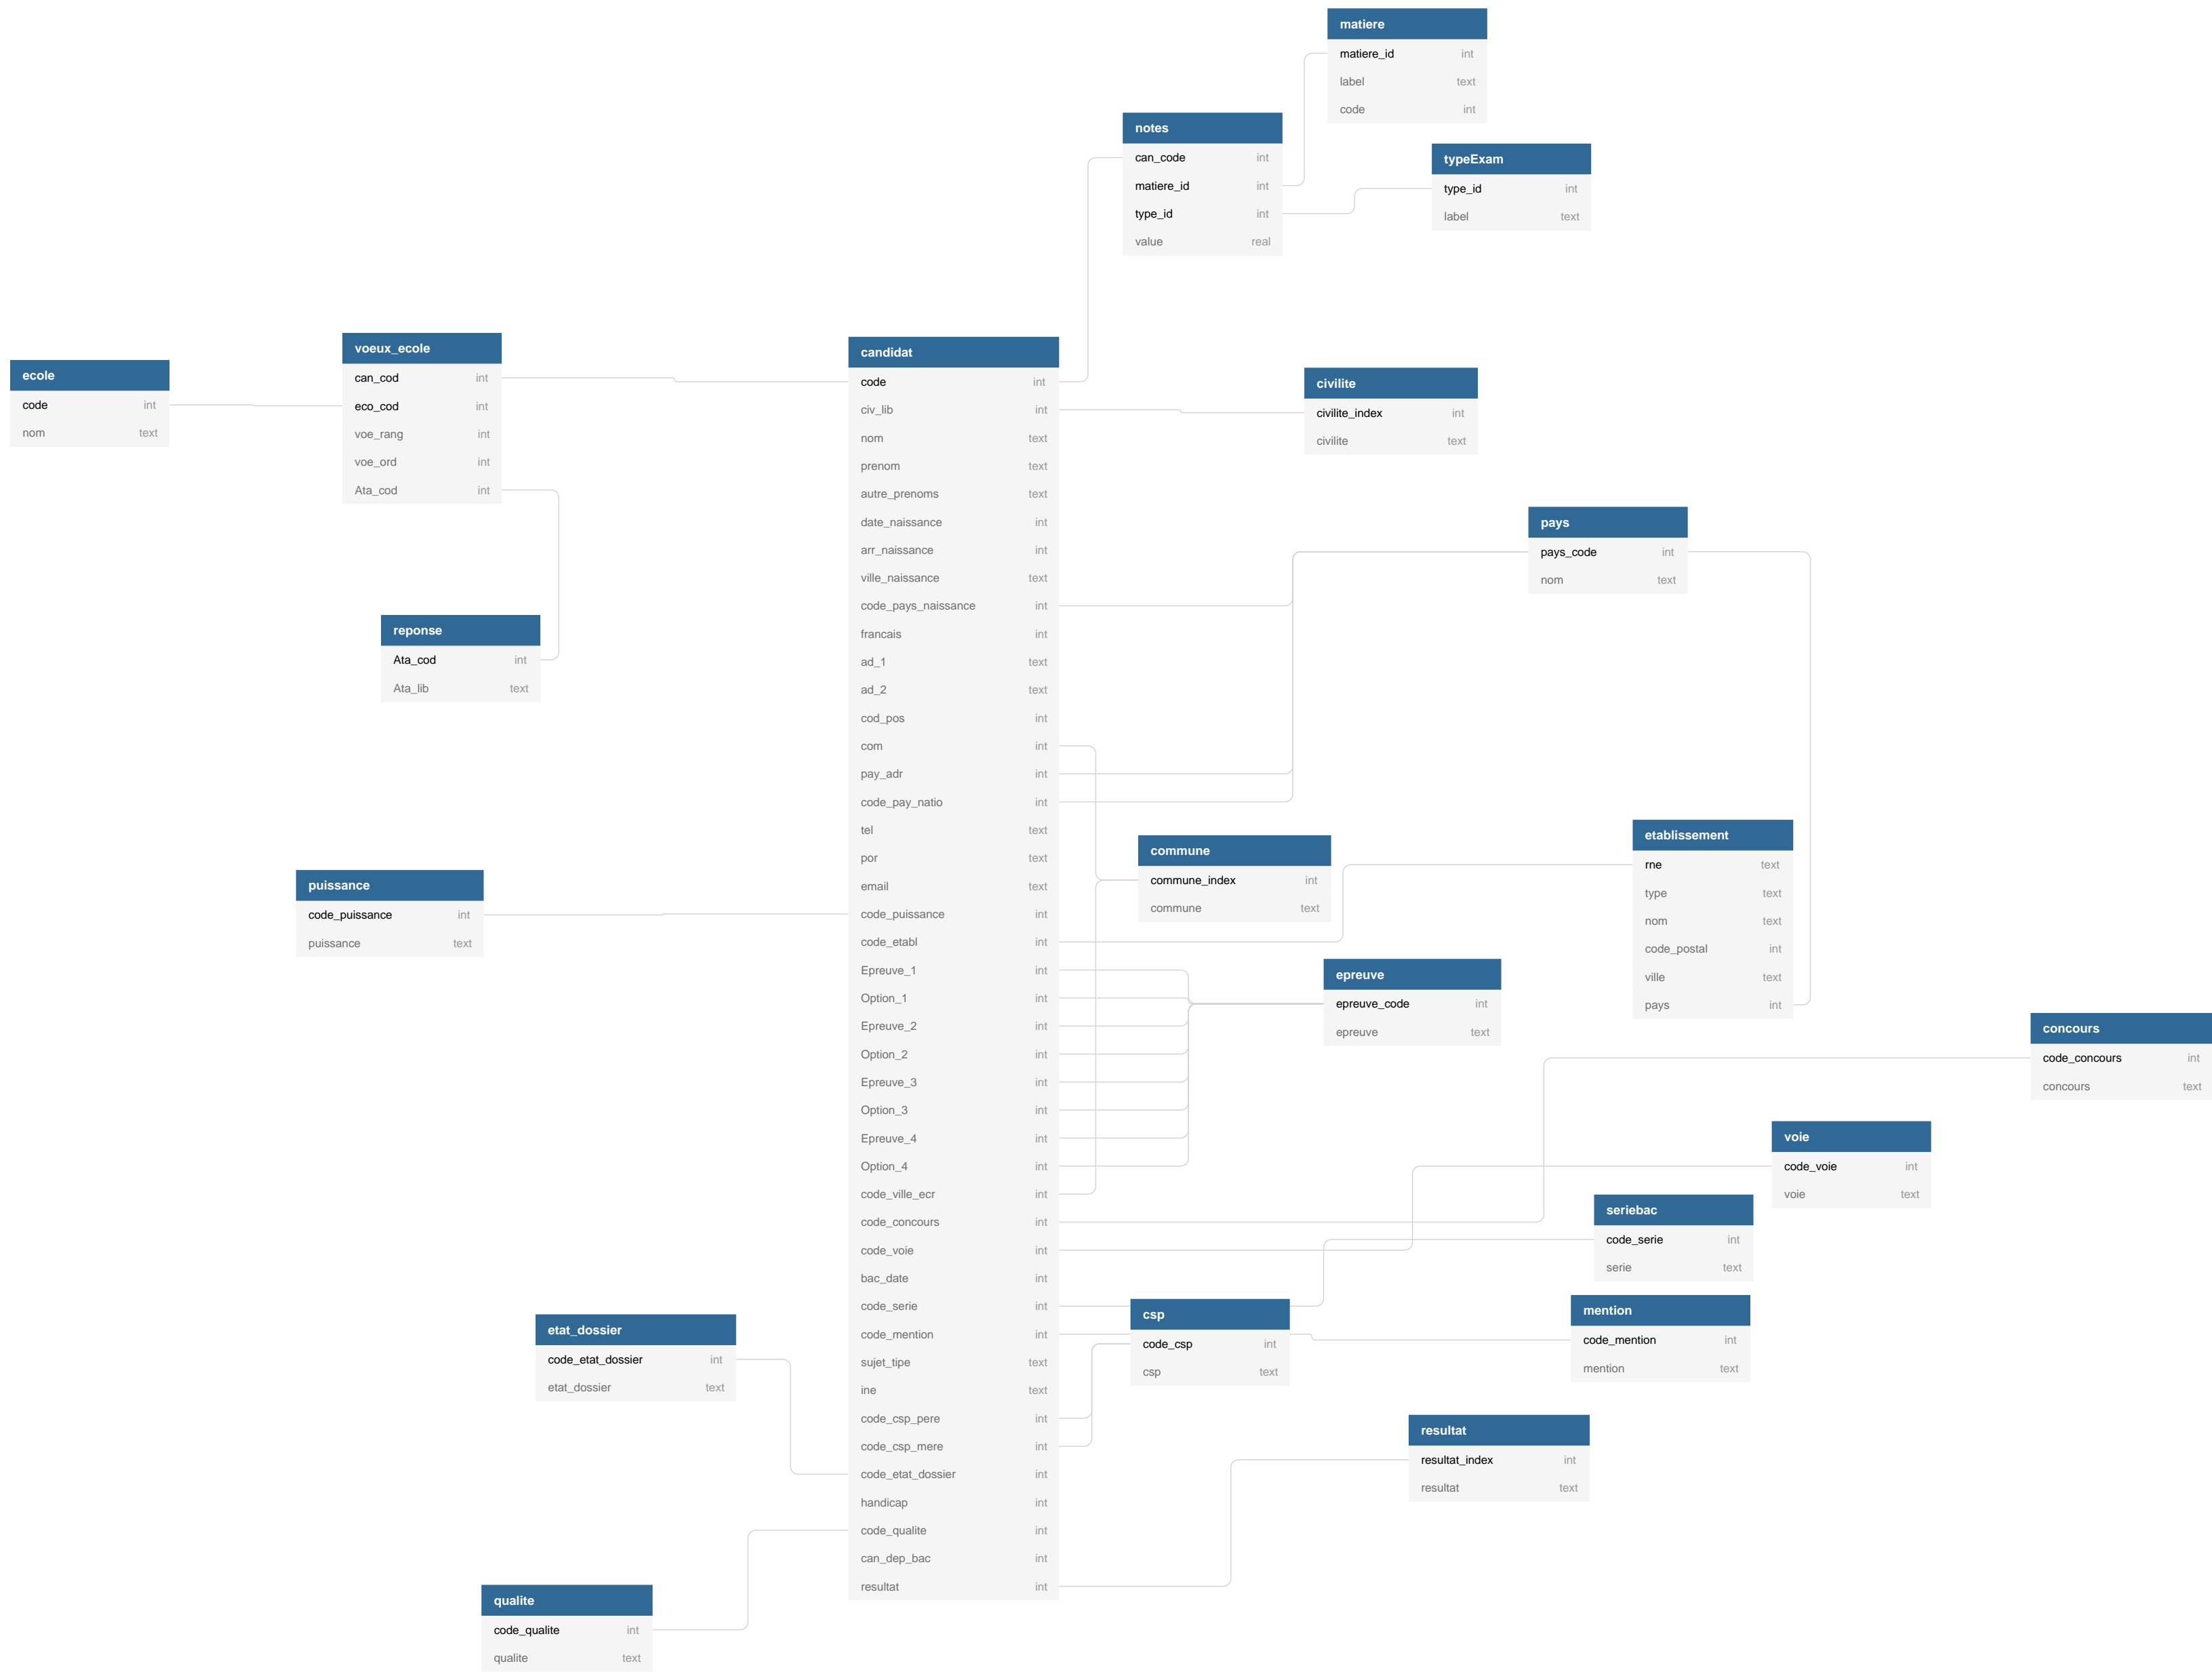 matiere
matiere_id int
label text
code int
notes
can_code int
matiere_id int
type_id int
value real
typeExam
type_id int
label text
ecole
code int
nom text
voeux_ecole
can_cod int
eco_cod int
voe_rang int
voe_ord int
Ata_cod int
reponse
Ata_cod int
Ata_lib text
puissance
code_puissance int
puissance text
candidat
code int
civ_lib int
nom text
prenom text
autre_prenoms text
date_naissance int
arr_naissance int
ville_naissance text
code_pays_naissance int
francais int
ad_1 text
ad_2 text
cod_pos int
com int
pay_adr int
code_pay_natio int
tel text
por text
email text
code_puissance int
code_etabl int
Epreuve_1 int
Option_1 int
Epreuve_2 int
Option_2 int
Epreuve_3 int
Option_3 int
Epreuve_4 int
Option_4 int
code_ville_ecr int
code_concours int
code_voie int
bac_date int
code_serie int
code_mention int
sujet_tipe text
ine text
code_csp_pere int
code_csp_mere int
code_etat_dossier int
handicap int
code_qualite int
can_dep_bac int
resultat int
civilite
civilite_index int
civilite text
pays
pays_code int
nom text
commune
commune_index int
commune text
etablissement
rne text
type text
nom text
code_postal int
ville text
pays int
epreuve
epreuve_code int
epreuve text
concours
code_concours int
concours text
voie
code_voie int
voie text
seriebac
code_serie int
serie text
csp
code_csp int
csp text
mention
code_mention int
mention text
etat_dossier
code_etat_dossier int
etat_dossier text
resultat
resultat_index int
resultat text
qualite
code_qualite int
qualite text